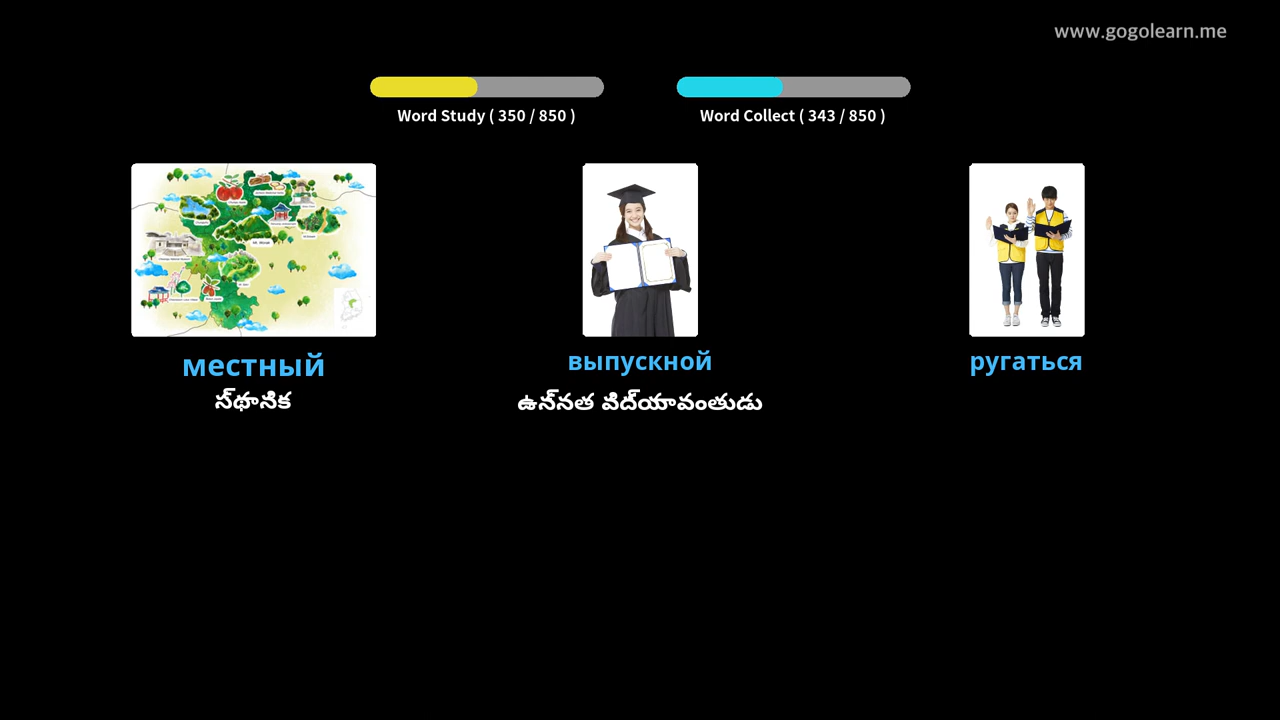 www.gogolearn.me
Word Study ( 350 / 850 )
Word Collect ( 343 / 850 )
местный
выпускной
ругаться
స్థానిక
ఉన్నత విద్యావంతుడు